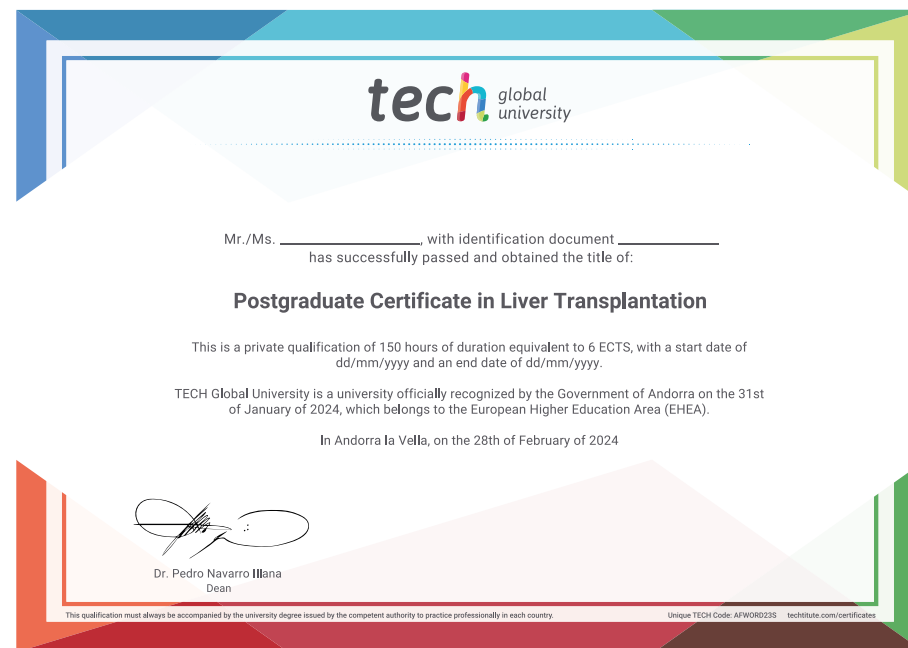 tech global
university
Mr./Ms. ____________________, with identification document ______________
has successfully passed and obtained the title of:
Postgraduate Certificate in Liver Transplantation
This is a private qualification of 150 hours of duration equivalent to 6 ECTS, with a start date of
dd/mm/yyyy and an end date of dd/mm/yyyy.
TECH Global University is a university officially recognized by the Government of Andorra on the 31st
of January of 2024, which belongs to the European Higher Education Area (EHEA).
In Andorra la Vella, on the 28th of February of 2024
Dr. Pedro Navarro Illana
Dean
This qualification must always be accompanied by the university degree issued by the competent authority to practice professionally in each country.
Unique TECH Code: AFWORD23S techtitute.com/certificates